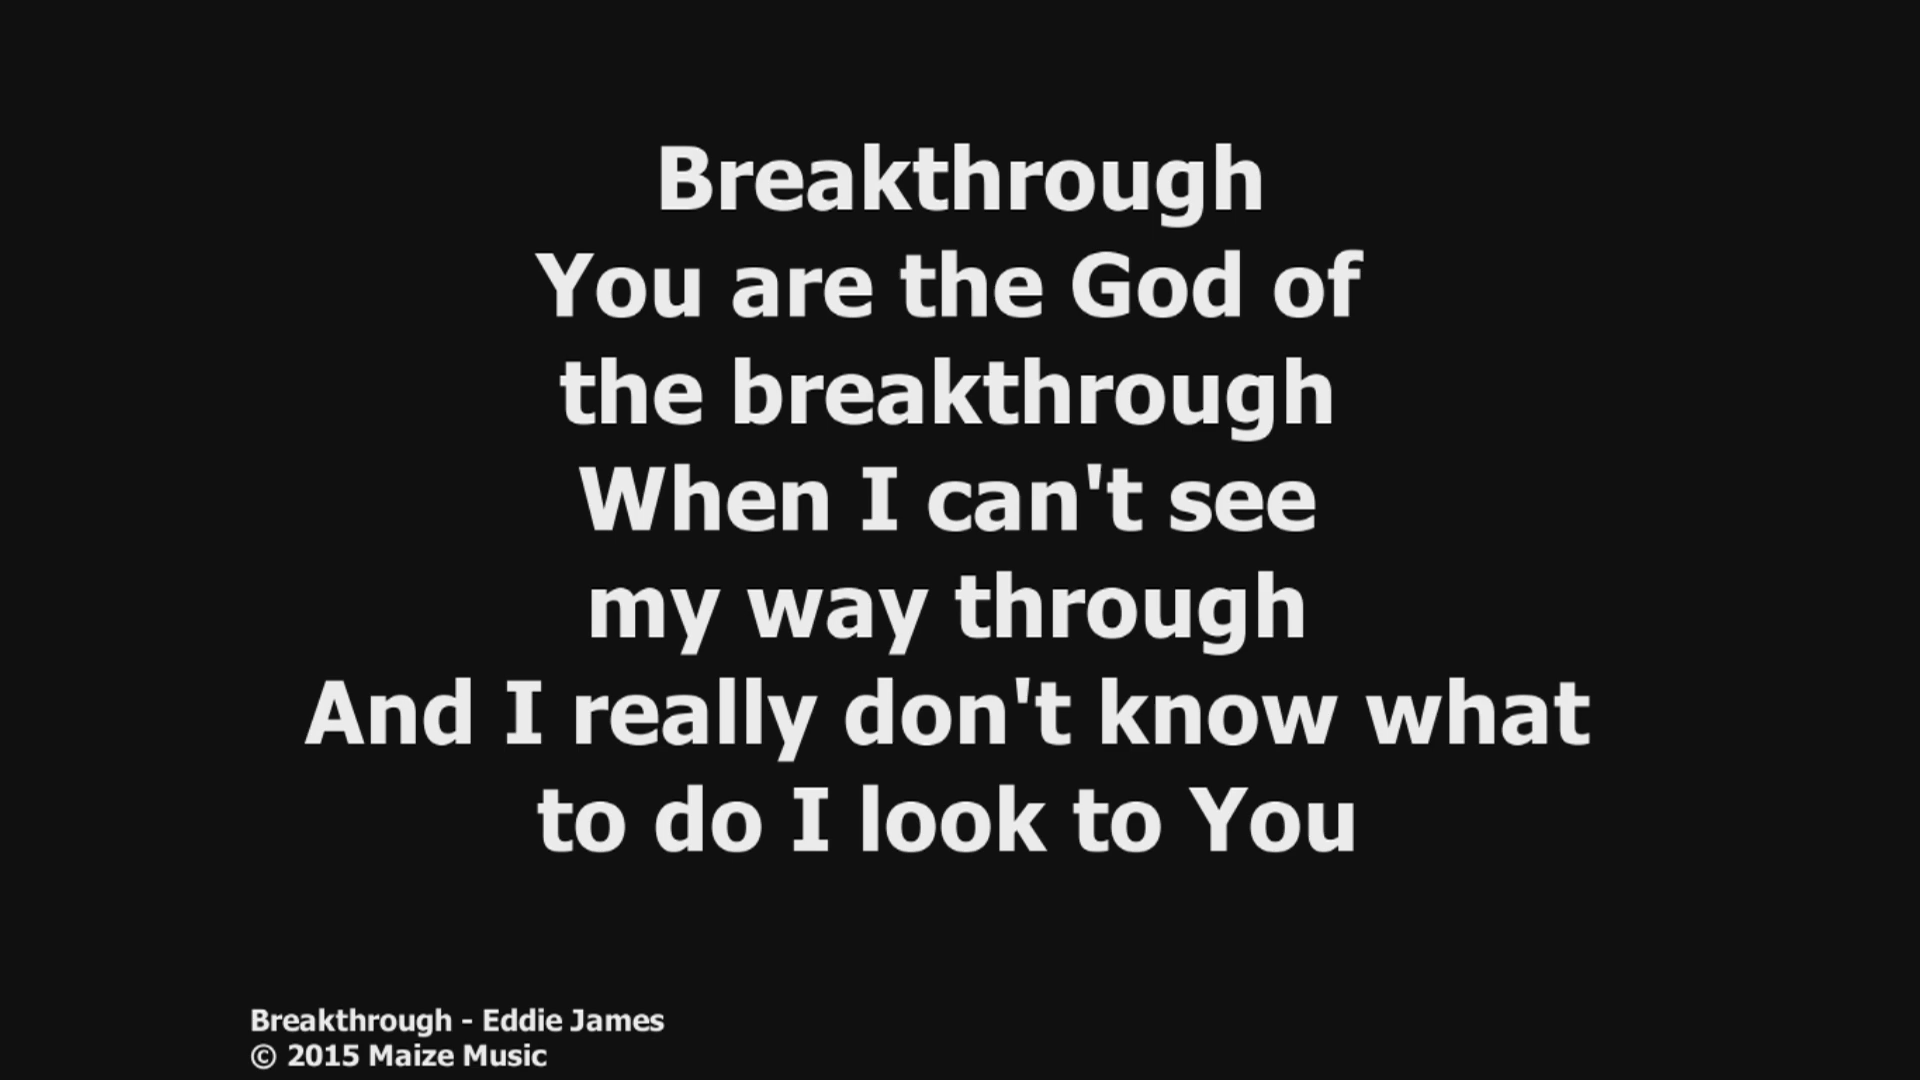 Breakthrough
You are the God of
the breakthrough
When I can't see
my way through
And I really don't know what
to do I look to You
Breakthrough - Eddie James
© 2015 Maize Music